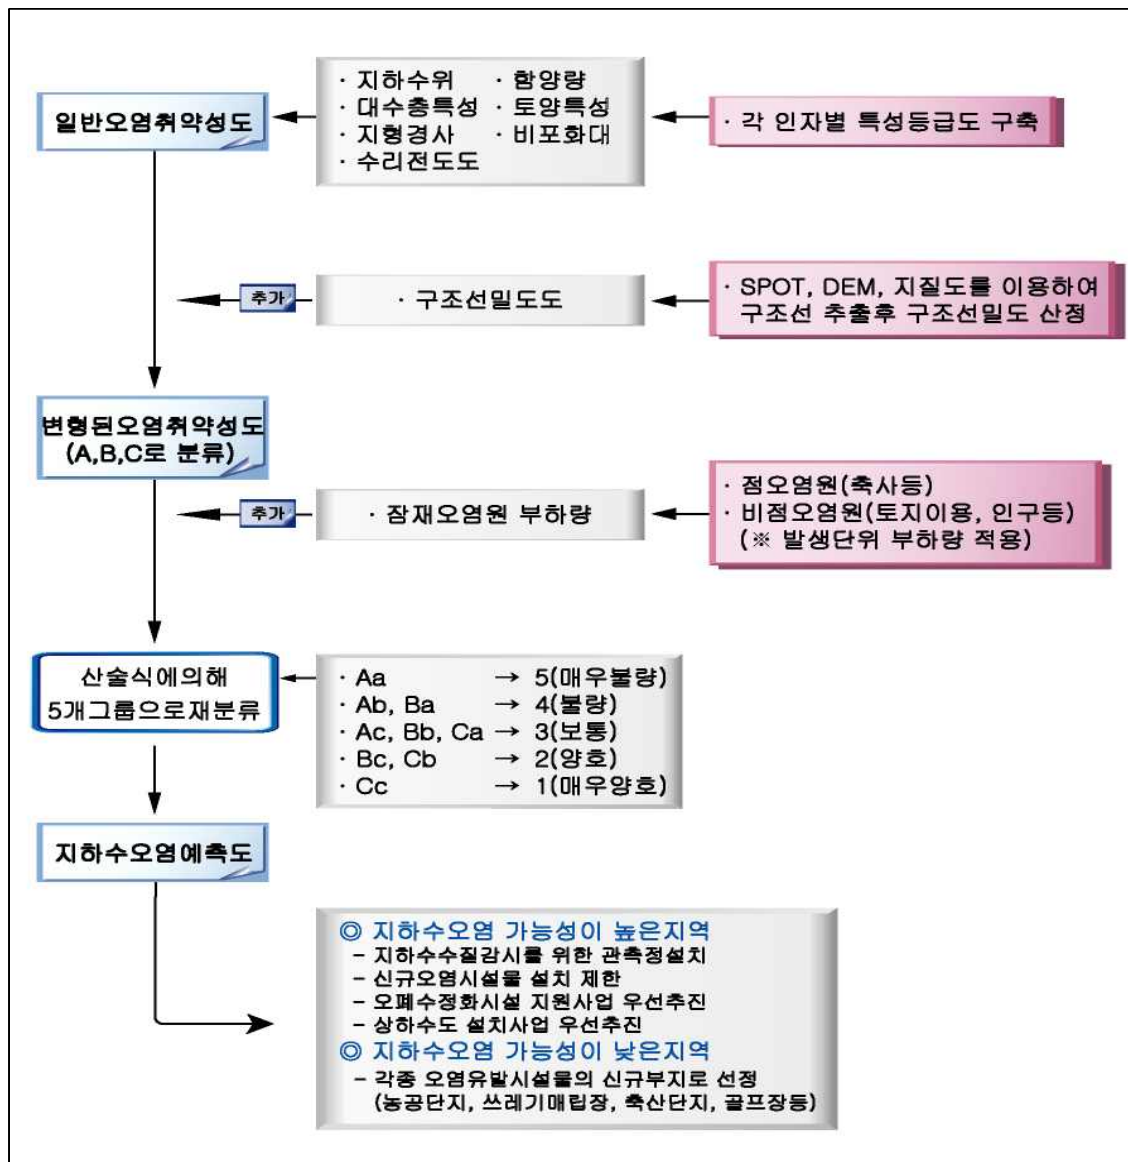 일반오염취약성도
· 지하수위 · 함양량
· 대수층특성 · 토양특성
· 지형경사 · 비포화대
· 수리전도도
· 각 인자별 특성등급도 구축
추가
· 구조선밀도도
· SPOT, DEM, 지질도를 이용하여
구조선 추출후 구조선밀도 산정
변형된오염취약성도
(A,B,C로 분류)
추가
· 잠재오염원 부하량
· 점오염원(축사등)
· 비점오염원(토지이용, 인구등)
(※ 발생단위 부하량 적용)
산술식에의해
5개그룹으로재분류
· Aa → 5(매우불량)
· Ab, Ba → 4(불량)
· Ac, Bb, Ca → 3(보통)
· Bc, Cb → 2(양호)
· Cc → 1(매우양호)
지하수오염예측도
◎ 지하수오염 가능성이 높은지역
– 지하수수질감시를 위한 관측정설치
– 신규오염시설물 설치 제한
– 오폐수정화시설 지원사업 우선추진
– 상하수도 설치사업 우선추진
◎ 지하수오염 가능성이 낮은지역
– 각종 오염유발시설물의 신규부지로 선정
(농공단지, 쓰레기매립장, 축산단지, 골프장등)